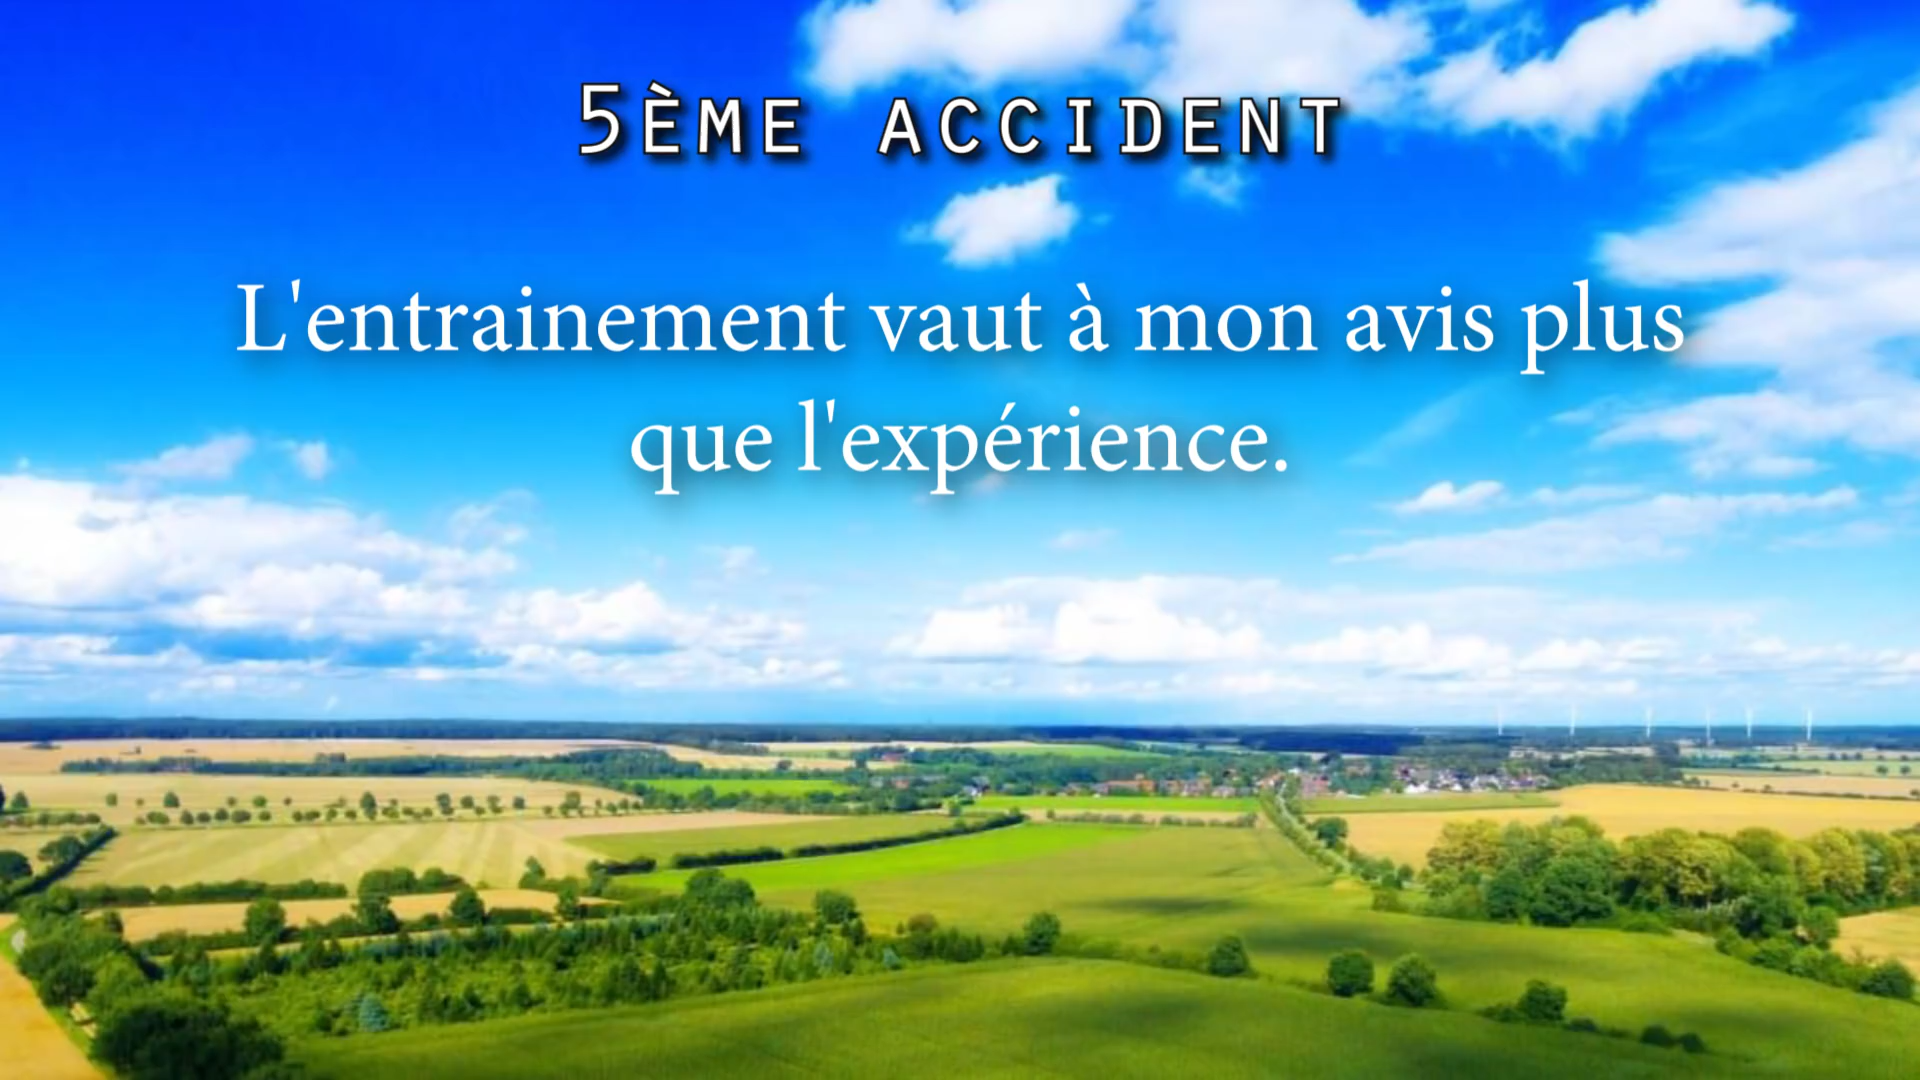 5ÈME ACCIDENT
L'entrainement vaut à mon avis plus
que l'expérience.